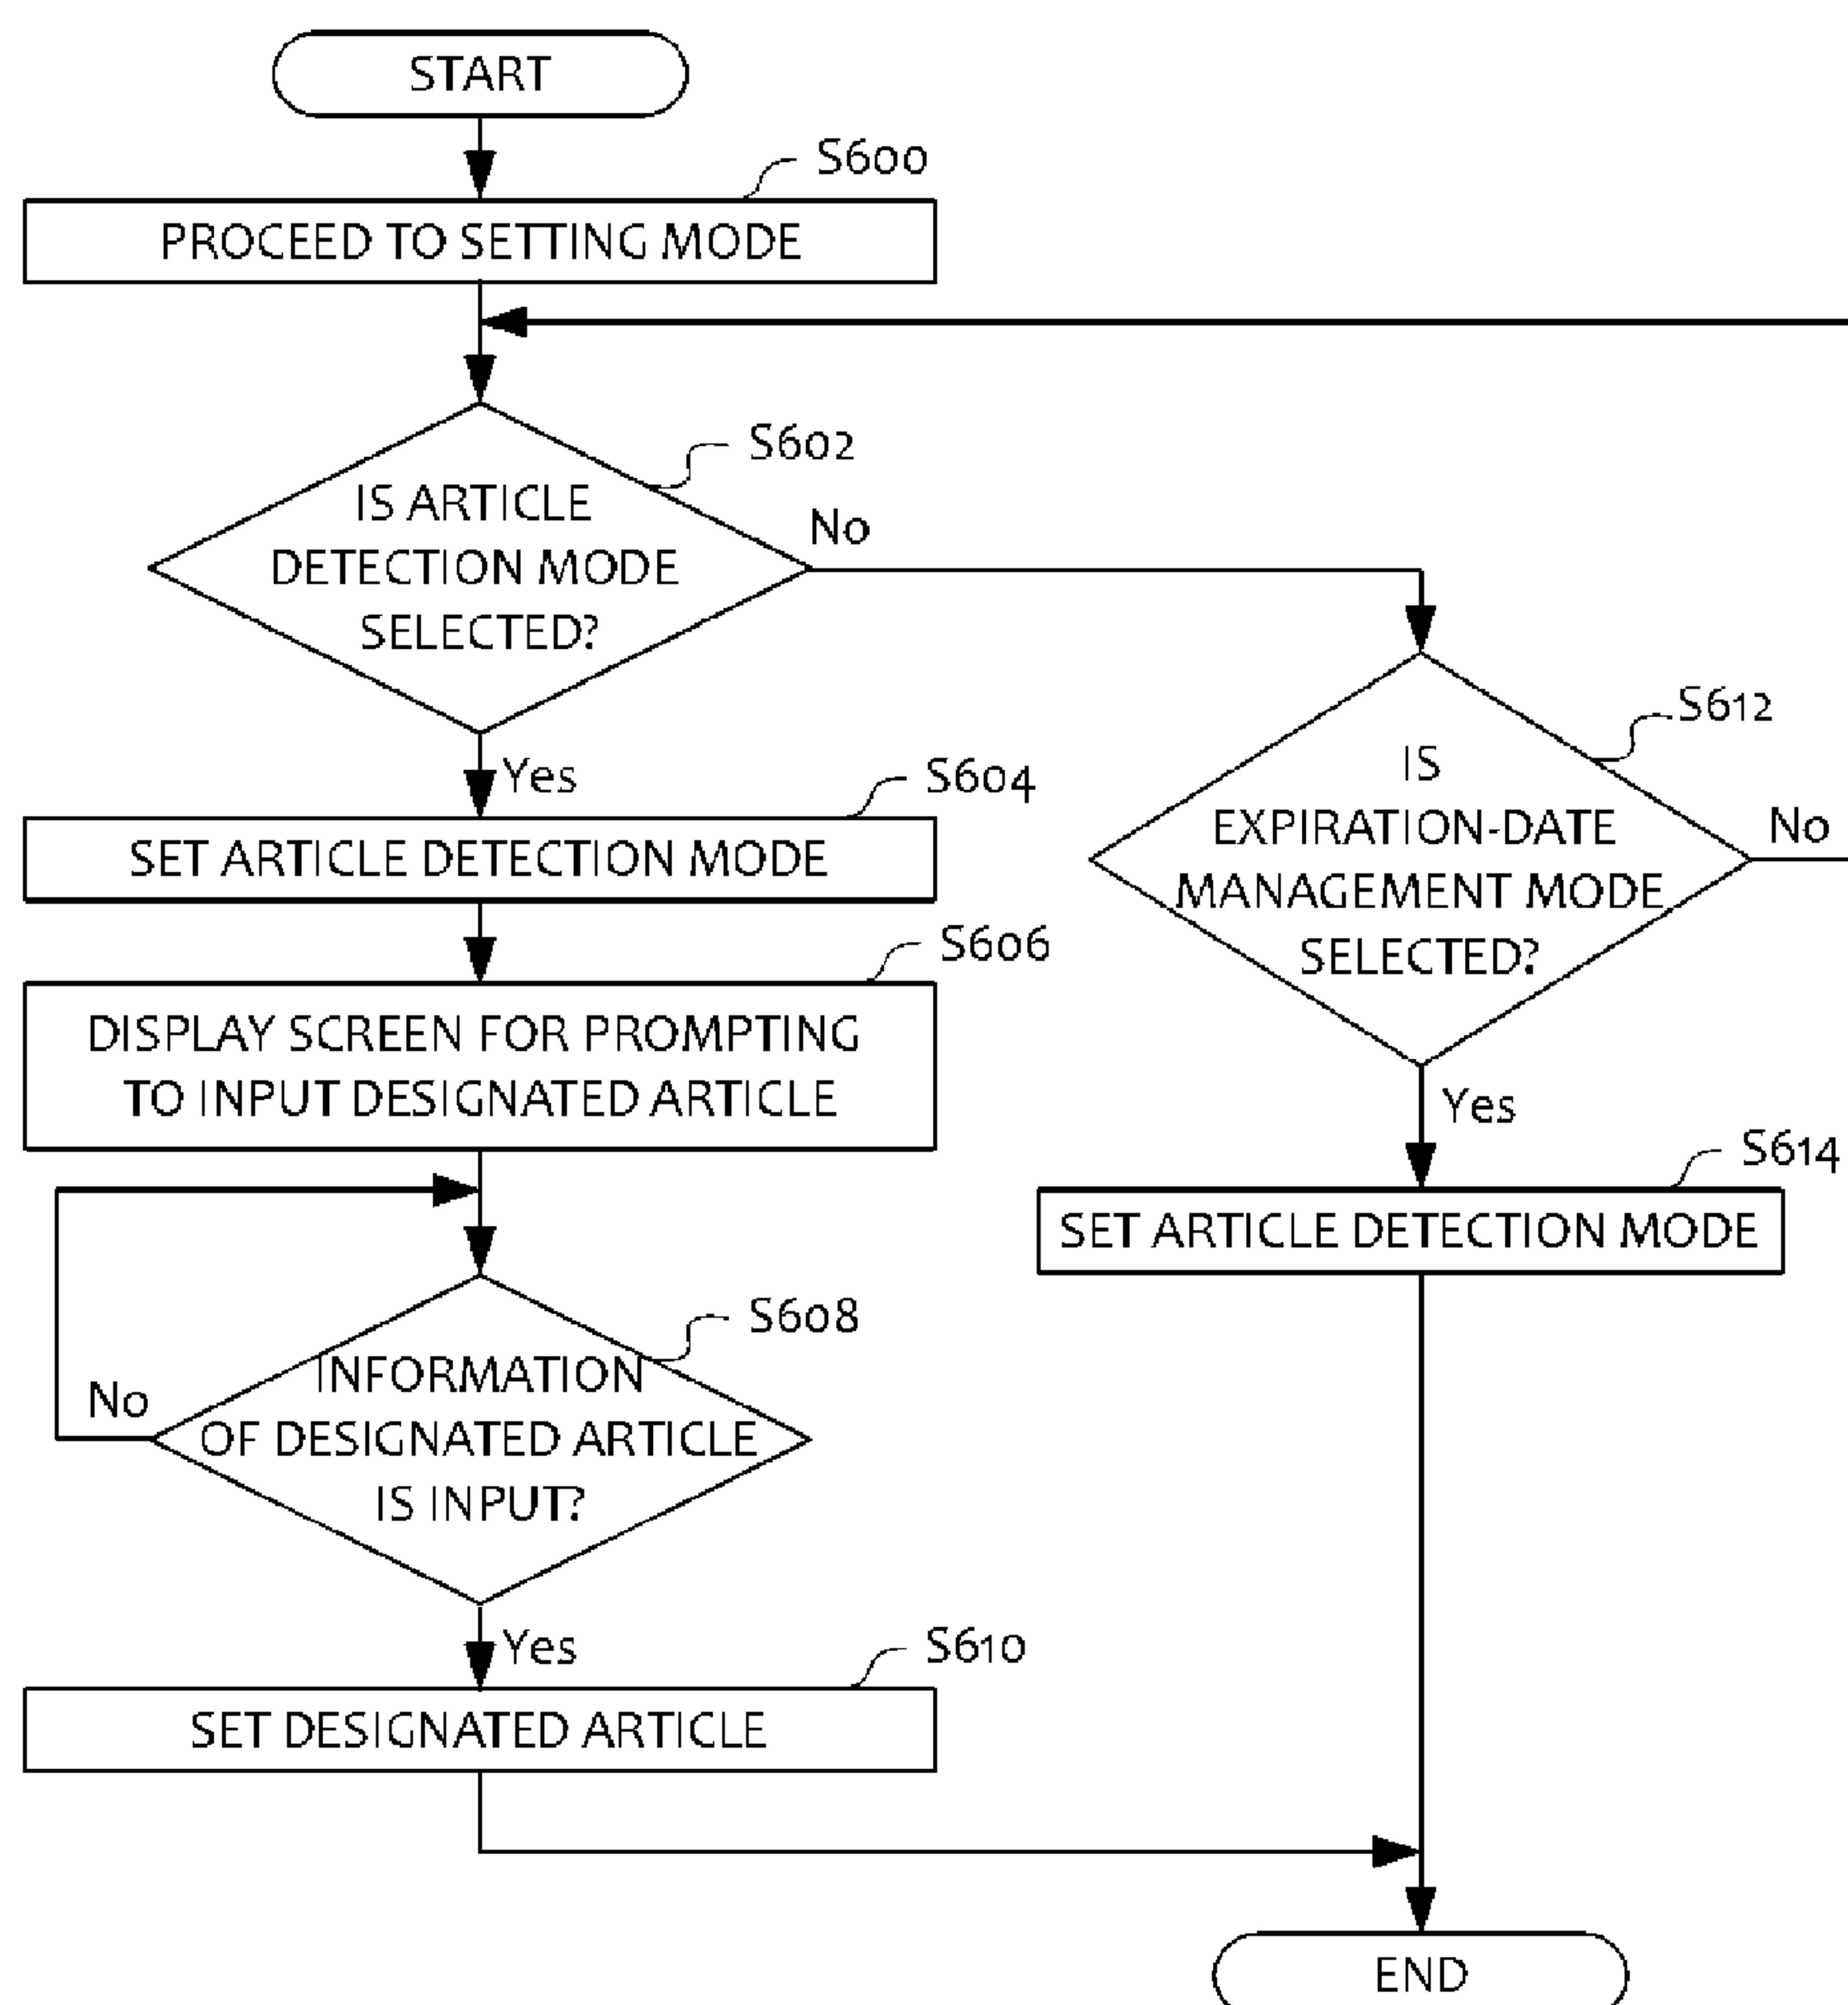 START
S600
PROCEED TO SETTING MODE
S602
IS ARTICLE
DETECTION MODE
SELECTED?
No
Yes
S604
SET ARTICLE DETECTION MODE
S606
DISPLAY SCREEN FOR PROMPTING
TO INPUT DESIGNATED ARTICLE
S608
INFORMATION
OF DESIGNATED ARTICLE
IS INPUT?
No
Yes
S610
SET DESIGNATED ARTICLE
S612
IS
EXPIRATION-DATE
MANAGEMENT MODE
SELECTED?
No
Yes
S614
SET ARTICLE DETECTION MODE
END